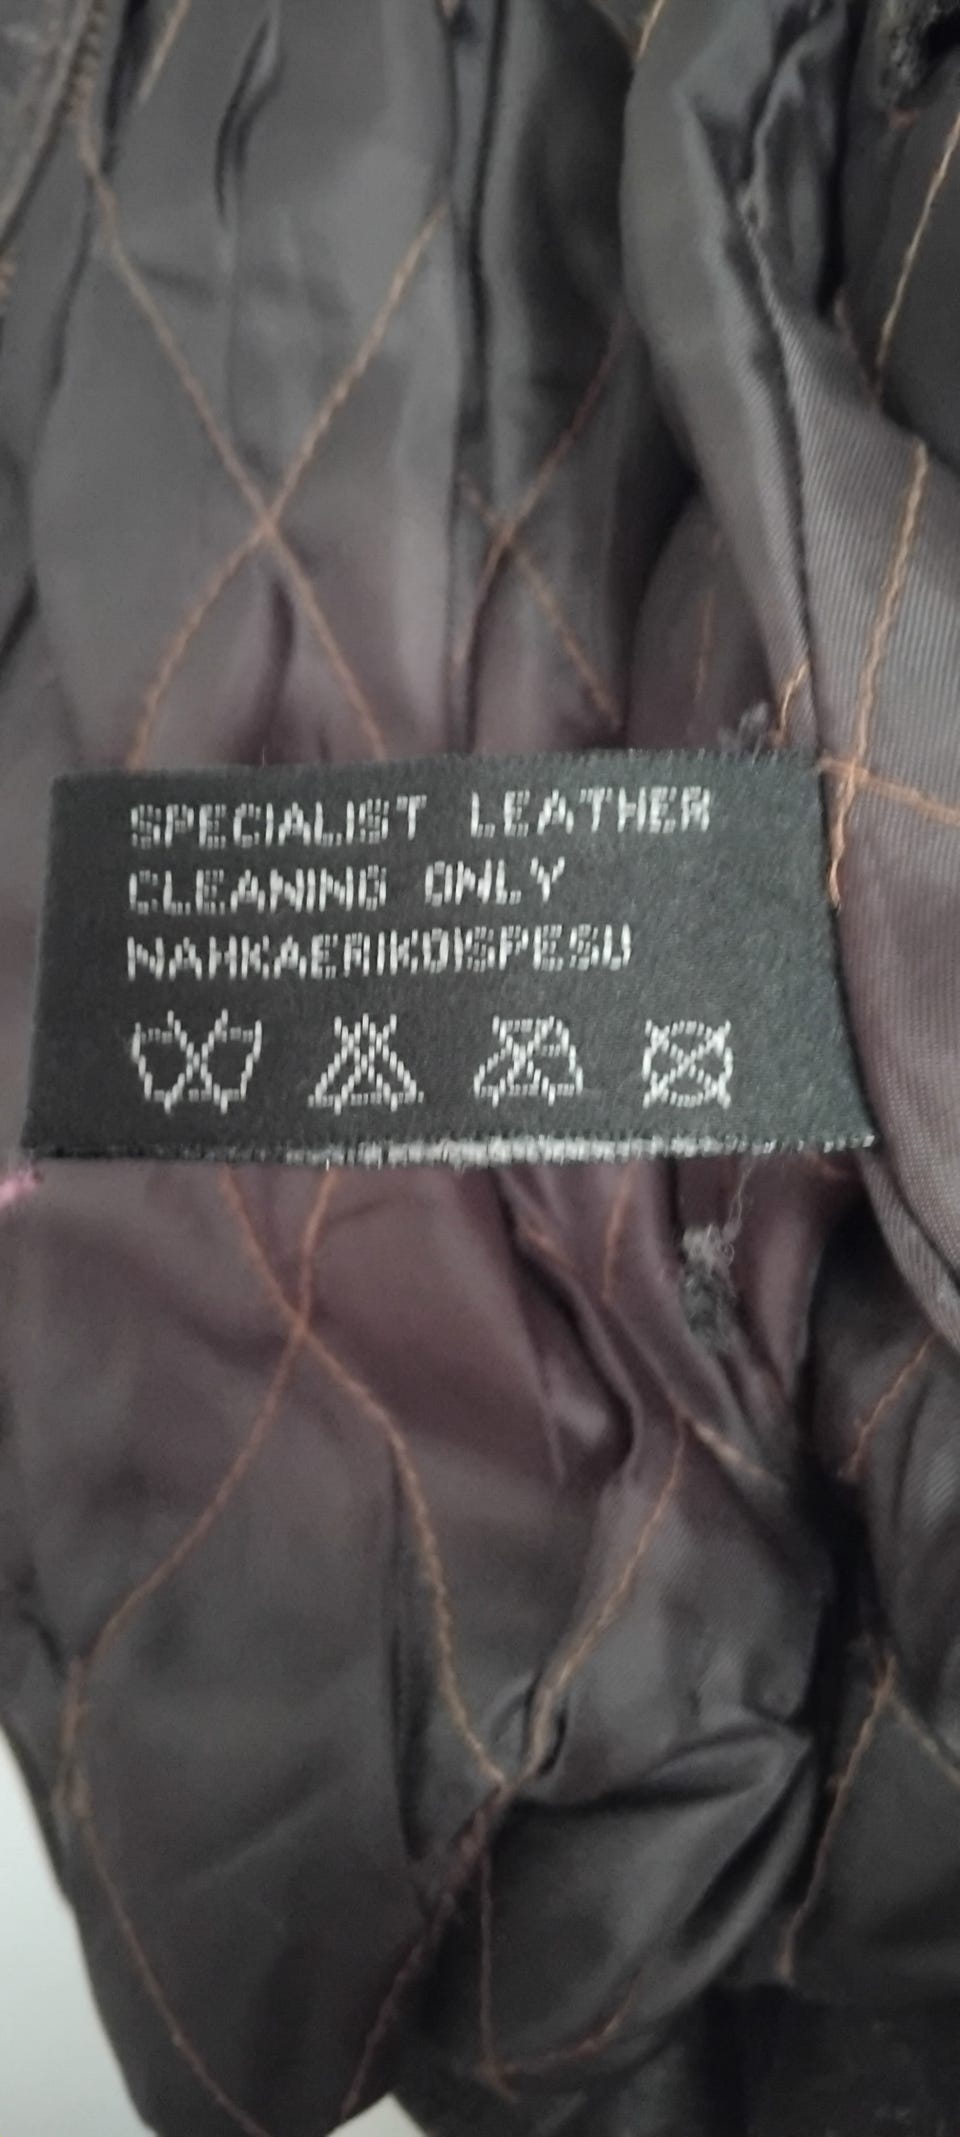 SPECIALIST LEATHER
CLEANING ONLY
NAHKAERIKOISPESU